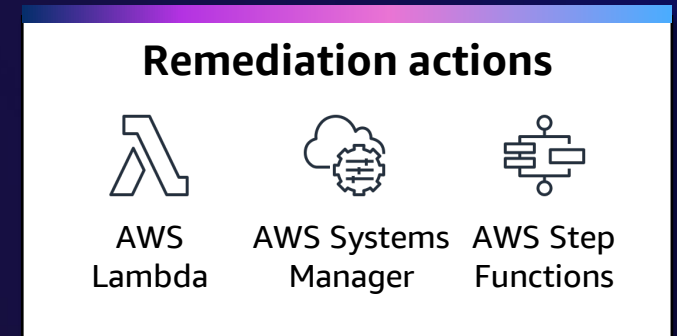 Remediation actions
AWS
Lambda
AWS Systems
Manager
AWS Step
Functions